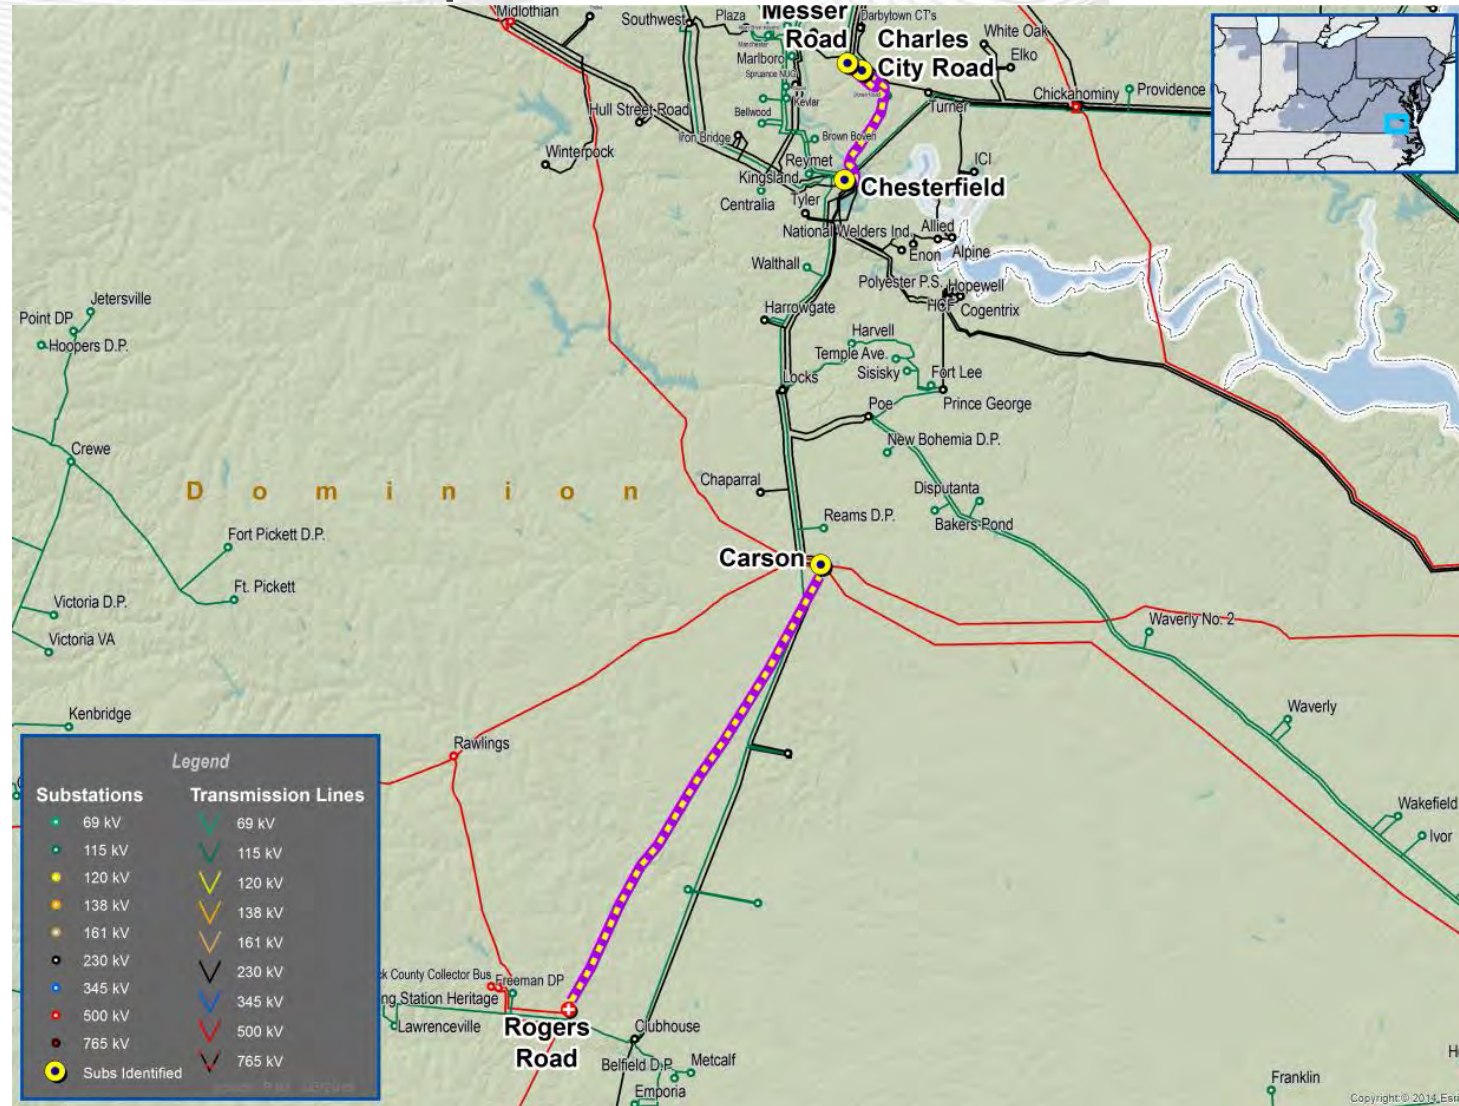 Midlothian
Southwest
Plaza
Messer
Road
Darbytown CT's
Charles
City Road
White Oak
Elko
Marlboro
Spruance NUG
Kevlar
Bellwood
Hull Street Road
Iron Bridge
Brown Boveri
Turner
Chickahominy
Providence
Winterpock
Reymet
Kingsland
ICI
Chesterfield
Centralia
Tyler
National Welders Ind.
Allied
Enon
Alpine
Walthall
Polyester P.S.
Hopewell
HCF
Cogentrix
Harrowgate
Jetersville
Point DP
Hoopers D.P.
Harvell
Temple Ave.
Sisisky
Fort Lee
Locks
Poe
Prince George
Crewe
New Bohemia D.P.
Dominion
Chaparral
Disputanta
Reams D.P.
Bakers Pond
Fort Pickett D.P.
Carson
Ft. Pickett
Victoria D.P.
Victoria VA
Waverly No. 2
Kenbridge
Waverly
Rawlings
Wakefield
Ivor
Legend
Substations Transmission Lines
69 kV 69 kV
115 kV 115 kV
120 kV 120 kV
138 kV 138 kV
161 kV 161 kV
230 kV 230 kV
345 kV 345 kV
500 kV 500 kV
765 kV 765 kV
Subs Identified
ck County Collector Bus
Freeman DP
ng Station Heritage
Lawrenceville
Rogers
Road
Clubhouse
Belfield D.P.
Metcalf
Emporia
Franklin
Copyright:© 2014 Esri